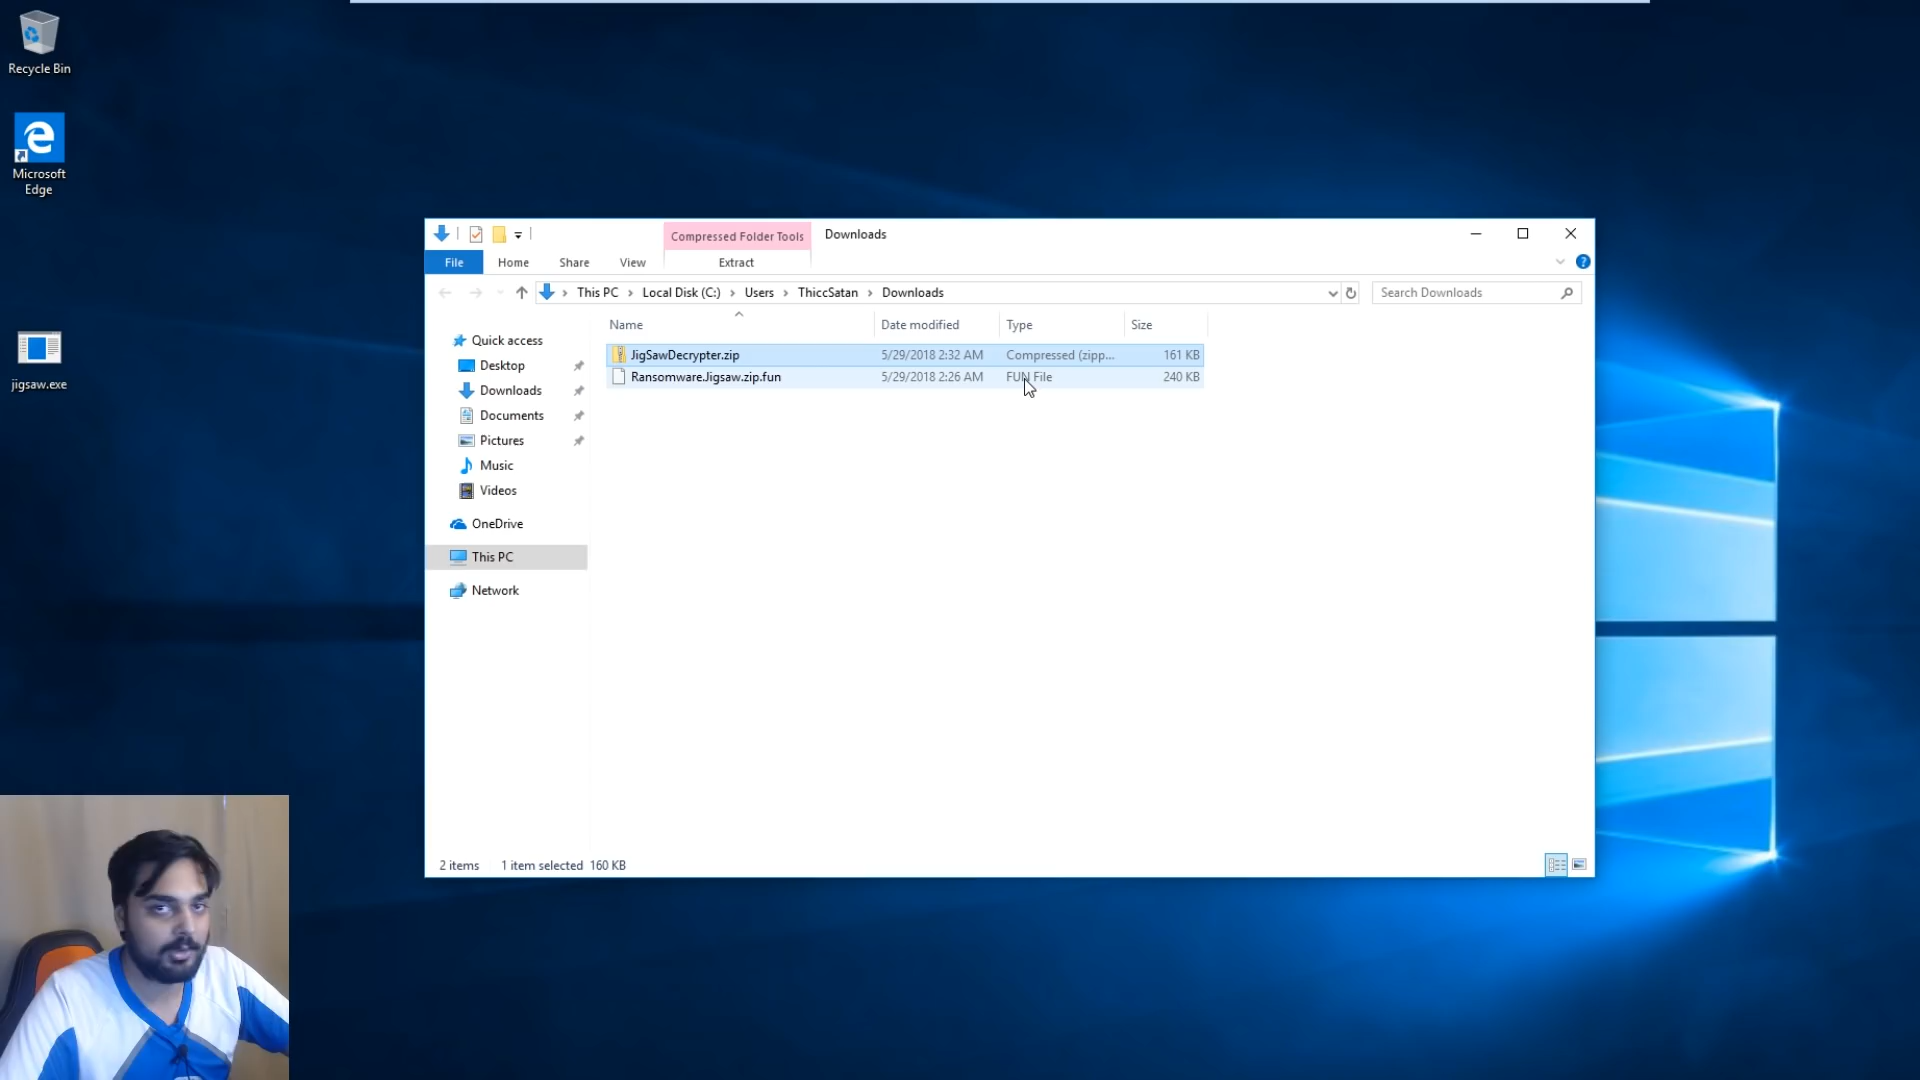 Recycle Bin
Microsoft
Edge
jigsaw.exe
Compressed Folder Tools
Downloads
File
Home
Share
View
Extract
This PC
Local Disk (C:)
Users
ThiccSatan
Downloads
Search Downloads
Name
Date modified
Type
Size
JigSawDecrypter.zip
5/29/2018 2:32 AM
Compressed (zipp...
161 KB
Ransomware.Jigsaw.zip.fun
5/29/2018 2:26 AM
FUN File
240 KB
Quick access
Desktop
Downloads
Documents
Pictures
Music
Videos
OneDrive
This PC
Network
2 items
1 item selected 160 KB